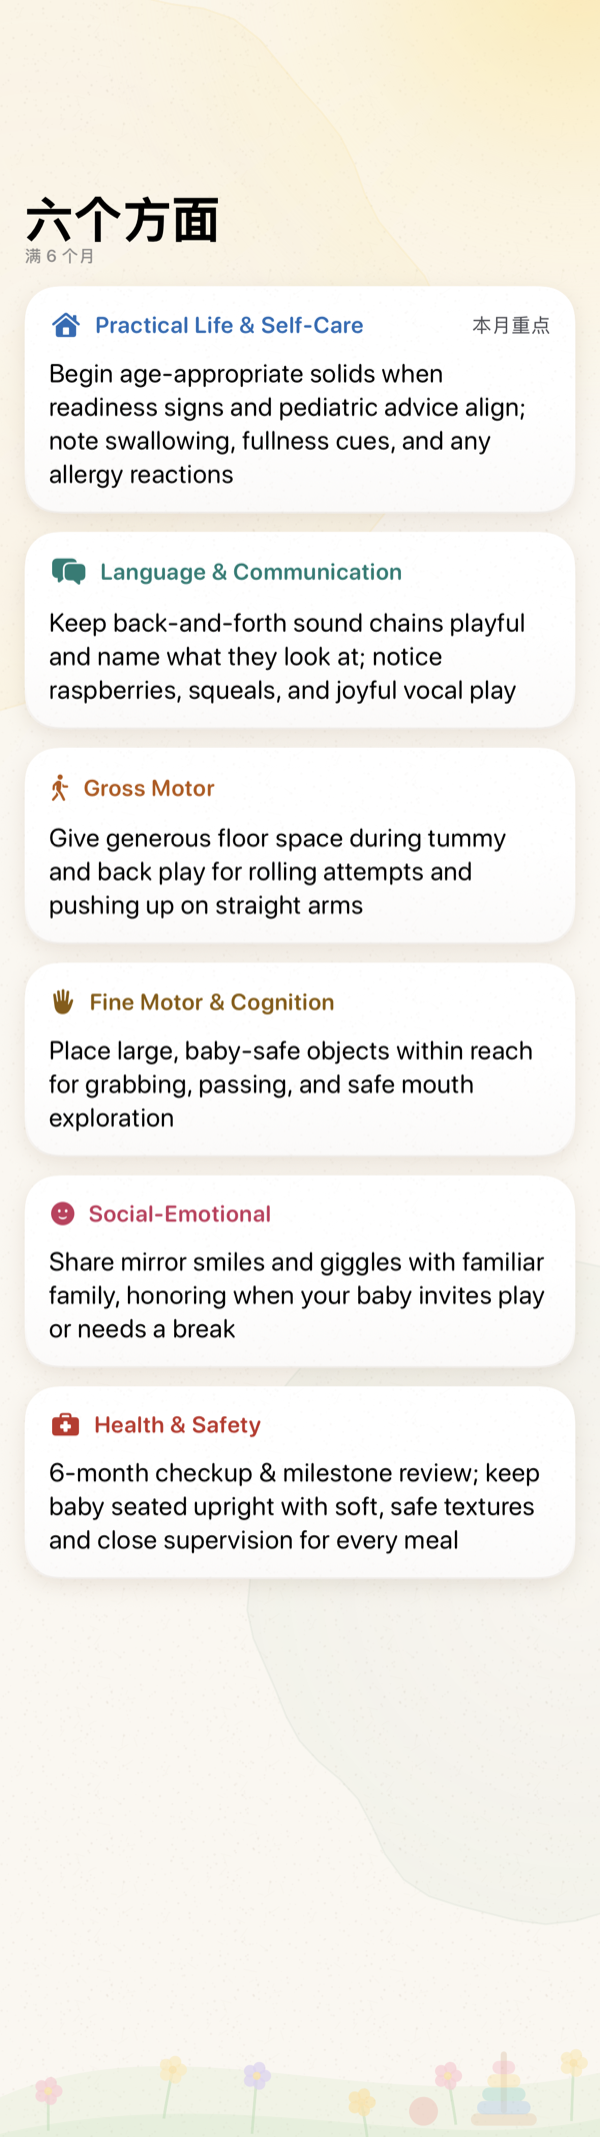 六个方面
满 6 个月
Practical Life & Self-Care
本月重点
Begin age-appropriate solids when
readiness signs and pediatric advice align;
note swallowing, fullness cues, and any
allergy reactions
Language & Communication
Keep back-and-forth sound chains playful
and name what they look at; notice
raspberries, squeals, and joyful vocal play
Gross Motor
Give generous floor space during tummy
and back play for rolling attempts and
pushing up on straight arms
Fine Motor & Cognition
Place large, baby-safe objects within reach
for grabbing, passing, and safe mouth
exploration
Social-Emotional
Share mirror smiles and giggles with familiar
family, honoring when your baby invites play
or needs a break
Health & Safety
6-month checkup & milestone review; keep
baby seated upright with soft, safe textures
and close supervision for every meal